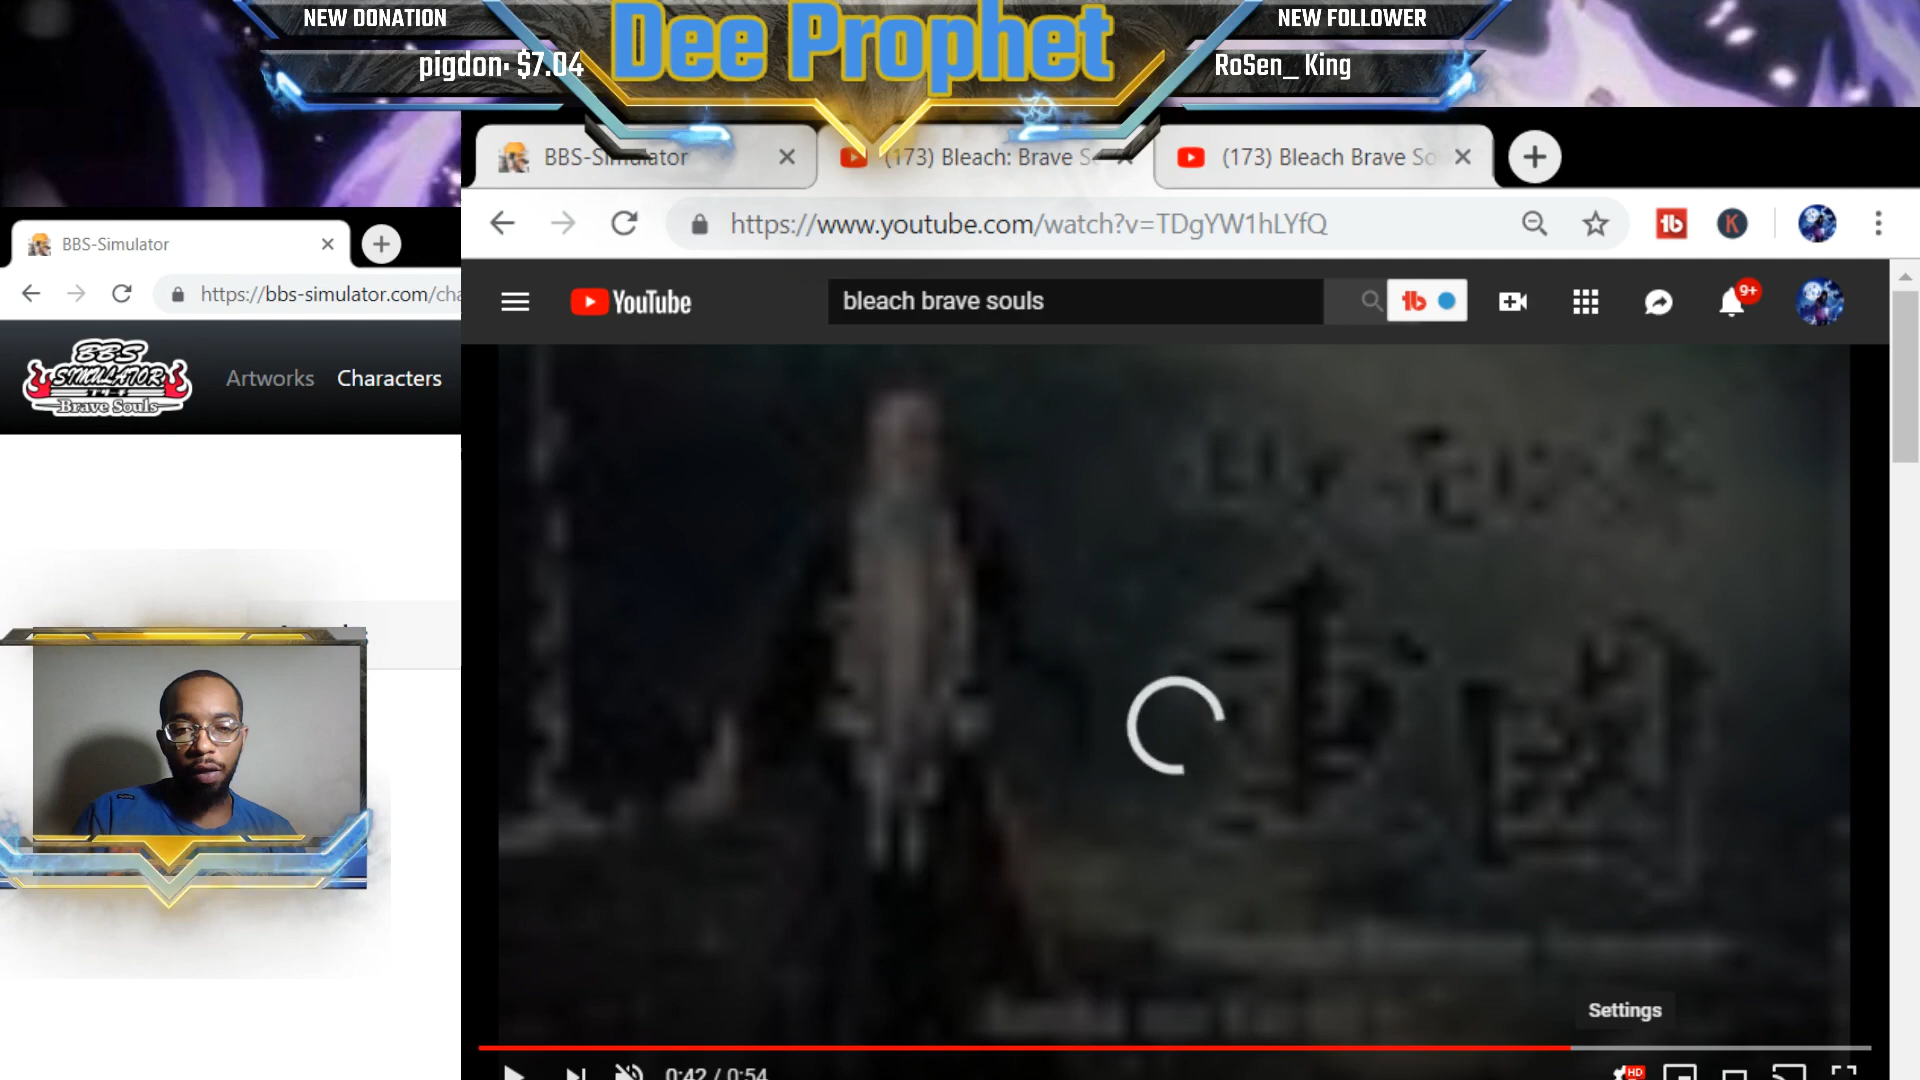 NEW DONATION
pigdon: $7.04
Dee Prophet
NEW FOLLOWER
RoSen_ King
BBS-Simulator
(173) Bleach: Brave S
(173) Bleach Brave So
https://www.youtube.com/watch?v=TDgYW1hLYfQ
BBS-Simulator
https://bbs-simulator.com/cha
YouTube
bleach brave souls
tb
9+
BBS
SIMULATOR
Brave Souls
Artworks
Characters
Settings
0:42 / 0:54
HD